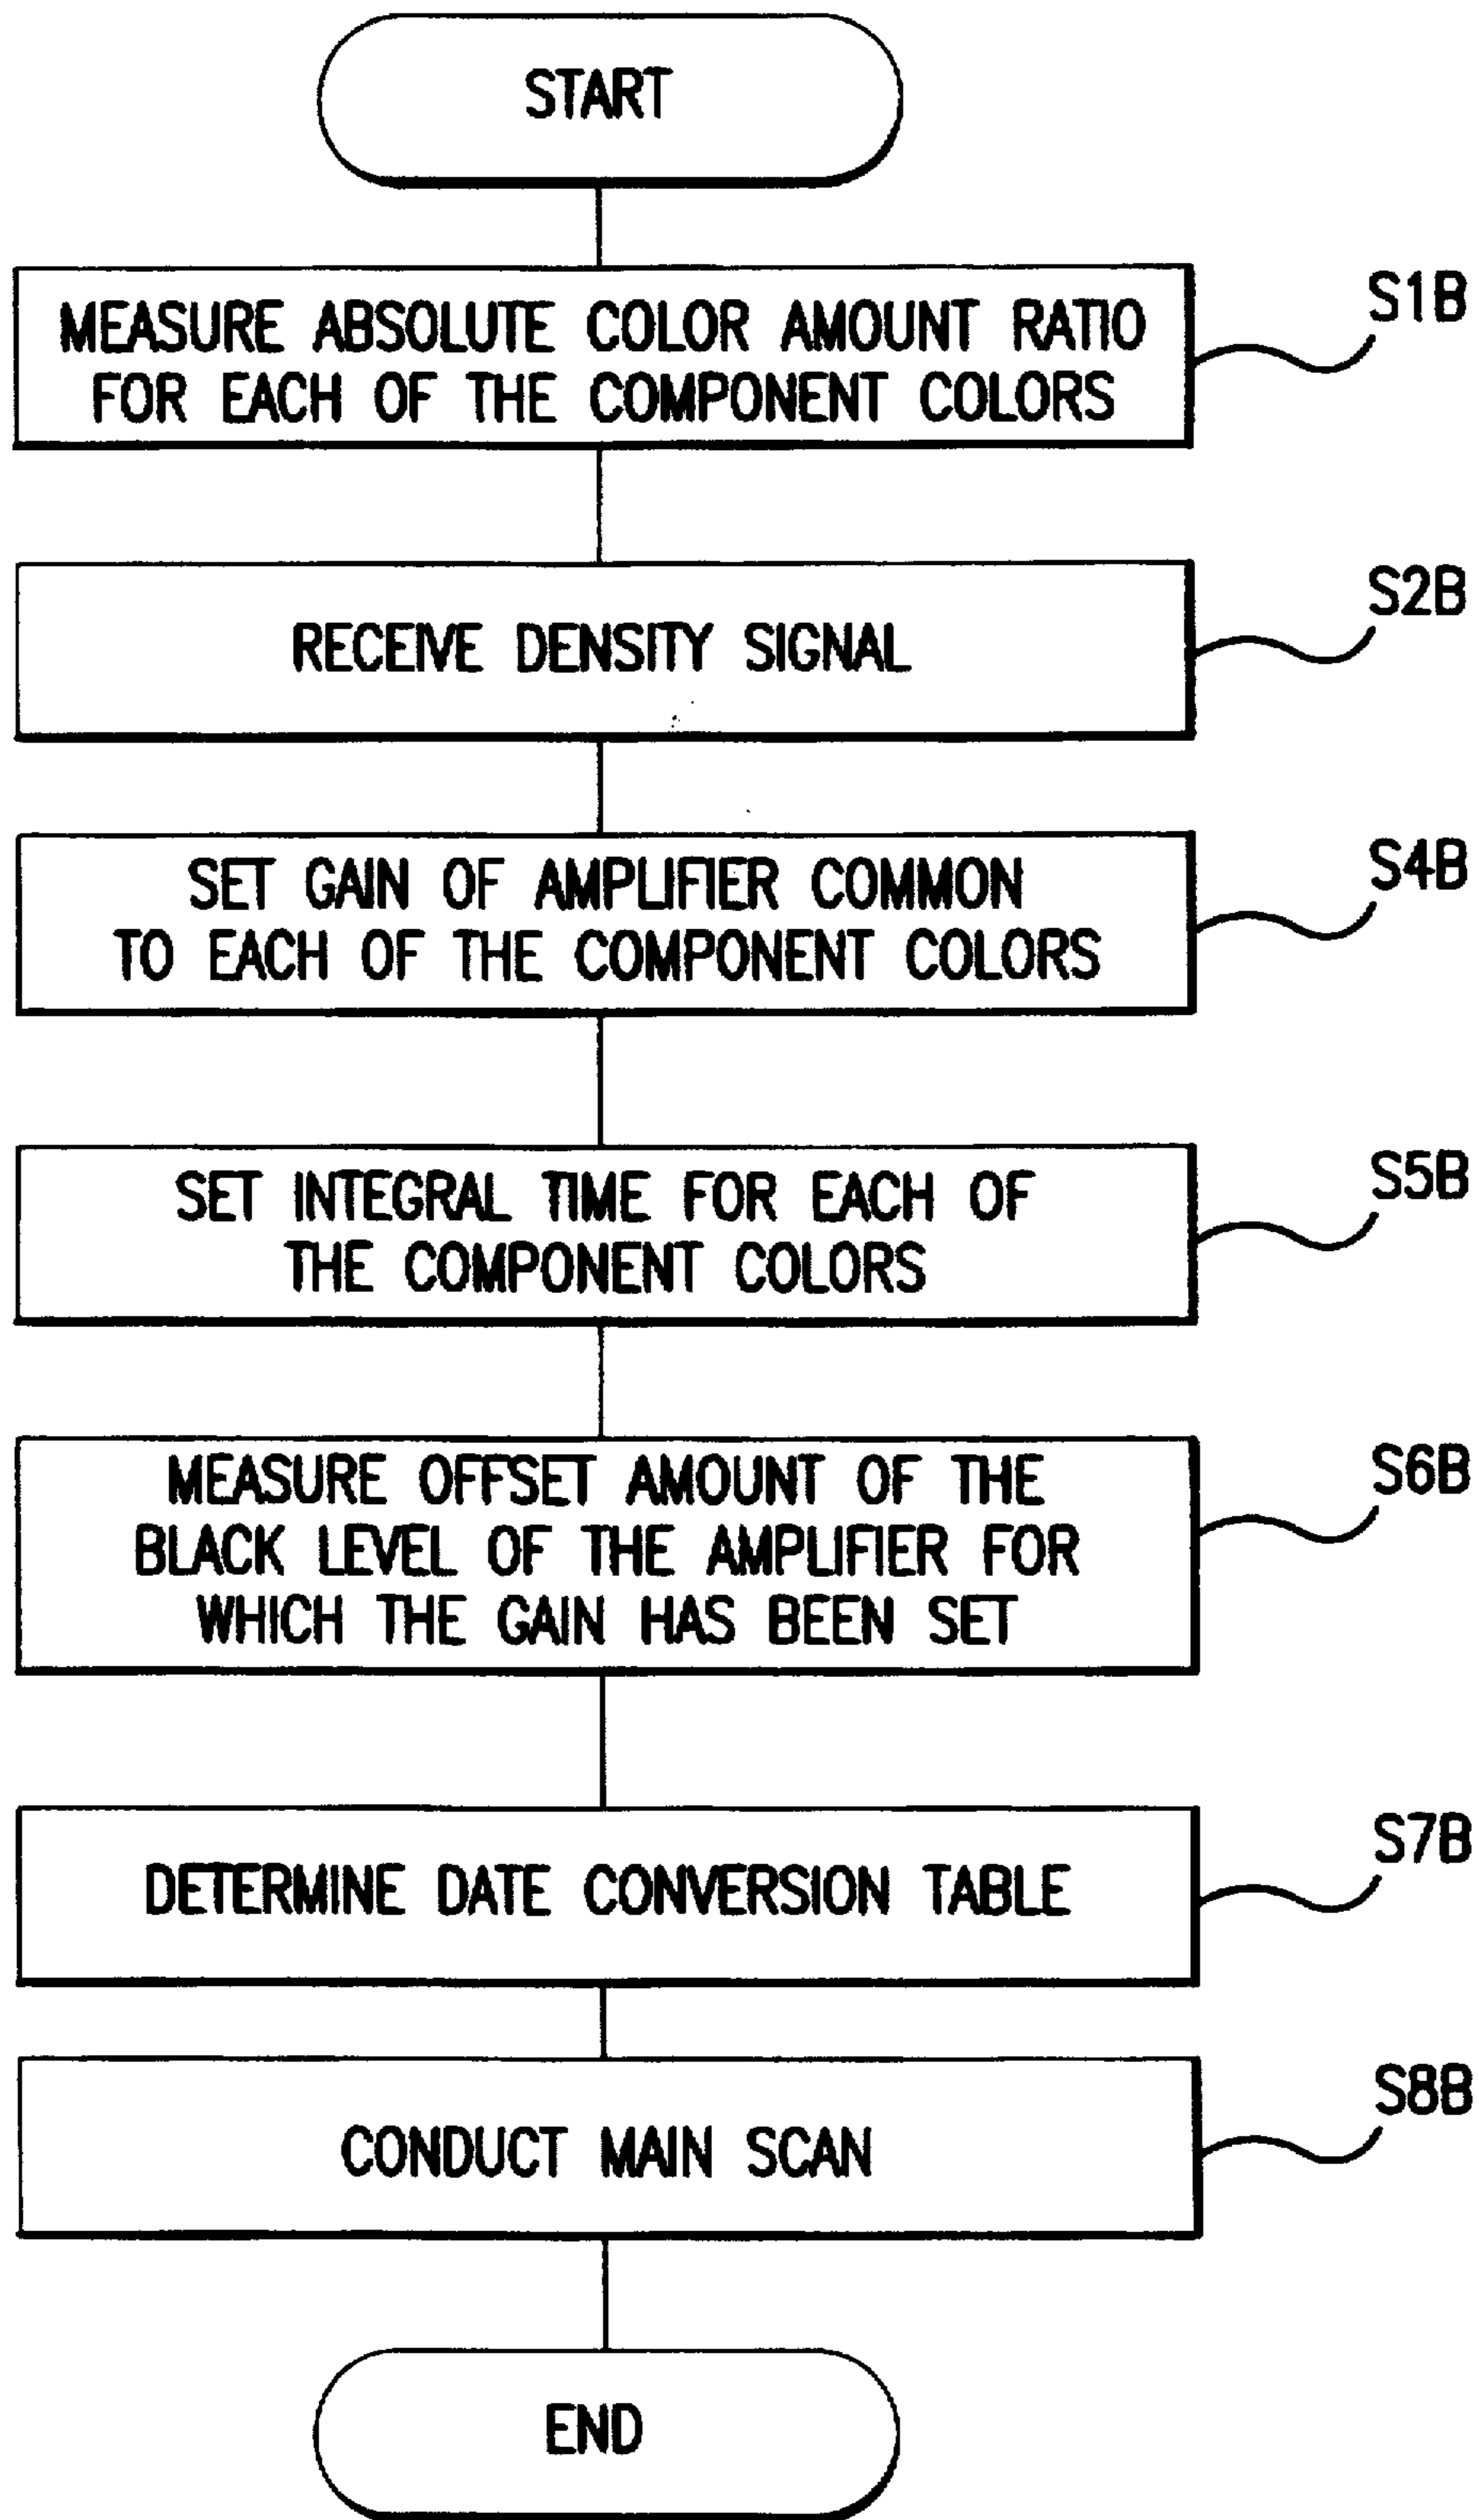 START
MEASURE ABSOLUTE COLOR AMOUNT RATIO
FOR EACH OF THE COMPONENT COLORS
S1B
RECEIVE DENSITY SIGNAL
S2B
SET GAIN OF AMPLIFIER COMMON
TO EACH OF THE COMPONENT COLORS
S4B
SET INTEGRAL TIME FOR EACH OF
THE COMPONENT COLORS
S5B
MEASURE OFFSET AMOUNT OF THE
BLACK LEVEL OF THE AMPLIFIER FOR
WHICH THE GAIN HAS BEEN SET
S6B
DETERMINE DATE CONVERSION TABLE
S7B
CONDUCT MAIN SCAN
S8B
END